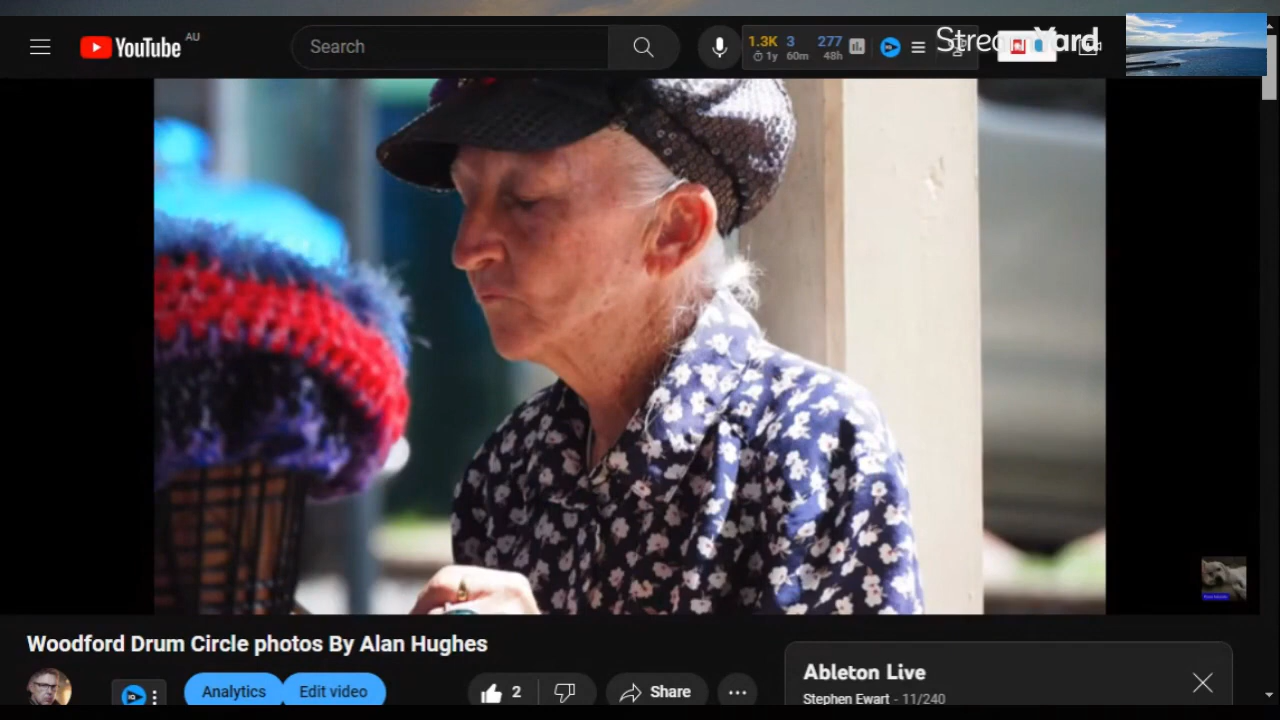 YouTube AU
Search
1.3K 3 277
1y 60m 48h
StreamYard
Woodford Drum Circle photos By Alan Hughes
Analytics
Edit video
2
Share
Ableton Live
Stephen Ewart - 11/240